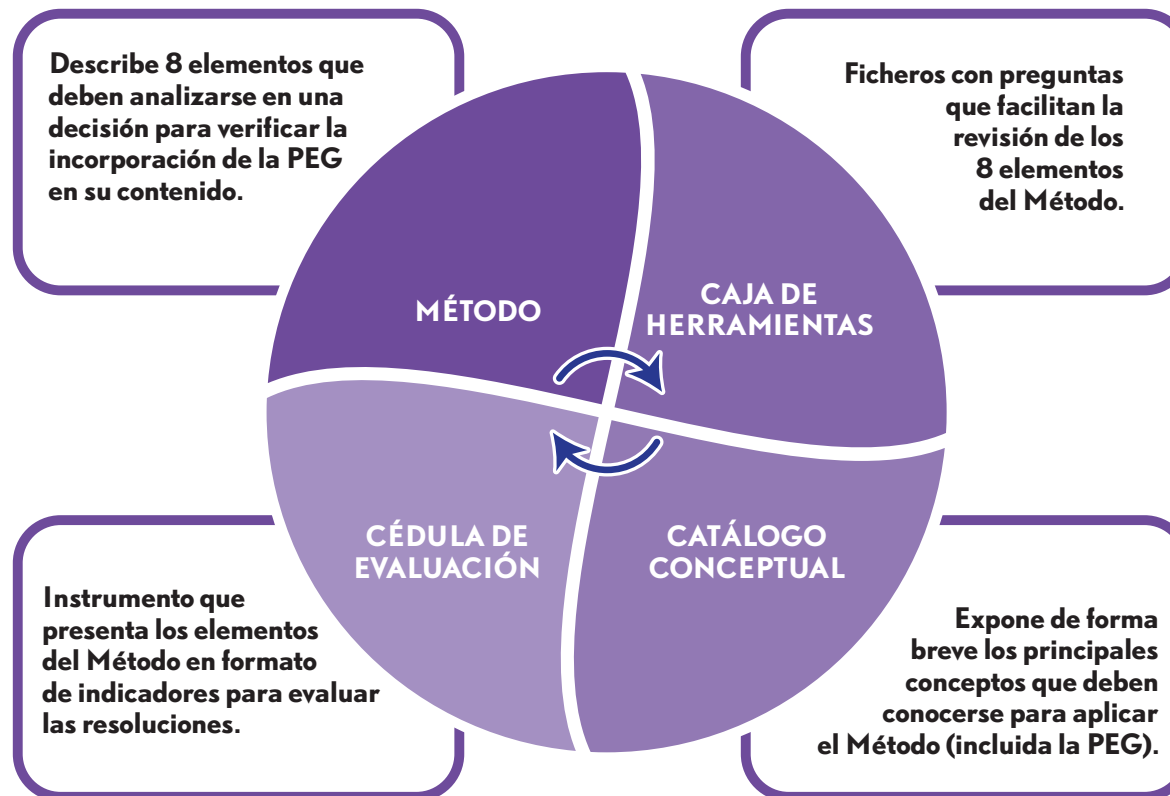 Describe 8 elementos que
deben analizarse en una
decisión para verificar la
incorporación de la PEG
en su contenido.
Ficheros con preguntas
que facilitan la
revisión de los
8 elementos
del Método.
MÉTODO
CAJA DE
HERRAMIENTAS
CÉDULA DE
EVALUACIÓN
CATÁLOGO
CONCEPTUAL
Instrumento que
presenta los elementos
del Método en formato
de indicadores para evaluar
las resoluciones.
Expone de forma
breve los principales
conceptos que deben
conocerse para aplicar
el Método (incluida la PEG).